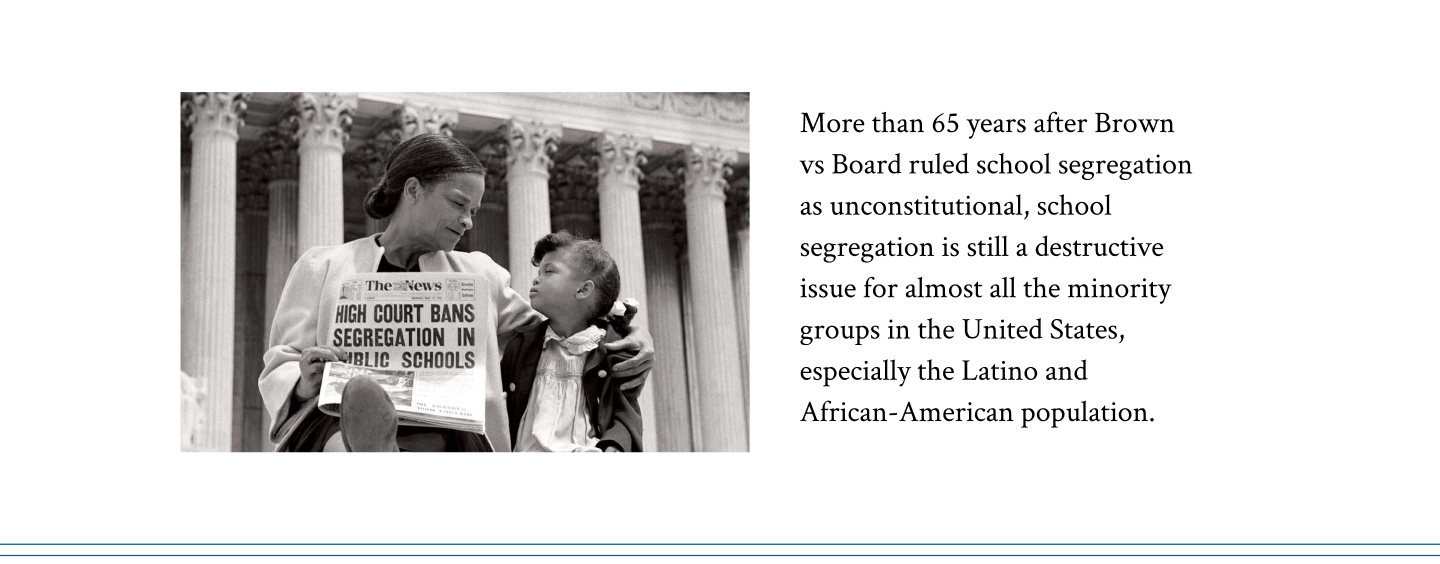 The News
HIGH COURT BANS
SEGREGATION IN
PUBLIC SCHOOLS
More than 65 years after Brown
vs Board ruled school segregation
as unconstitutional, school
segregation is still a destructive
issue for almost all the minority
groups in the United States,
especially the Latino and
African-American population.